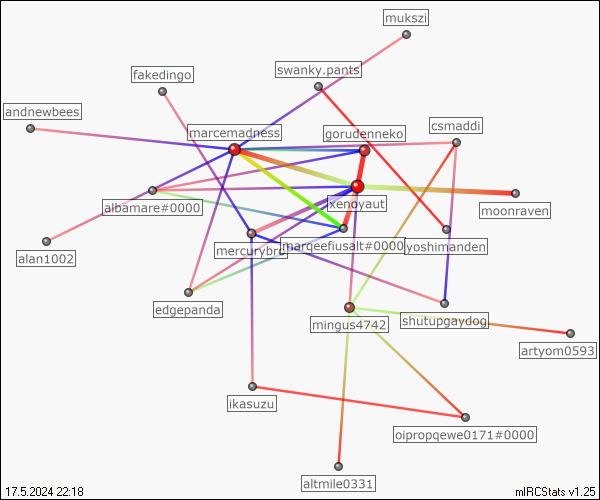 mukszi
swanky.pants
fakedingo
andnewbees
marcemadness
gorudenneko
csmaddi
xenoyaut
moonraven
albamare#0000
marqeefiusalt#0000
yoshimanden
mercurybrd
alan1002
edgepanda
mingus4742
shutupgaydog
artyom0593
ikasuzu
oipropqewe0171#0000
altmile0331
17.5.2024 22:18
mIRCStats v1.25